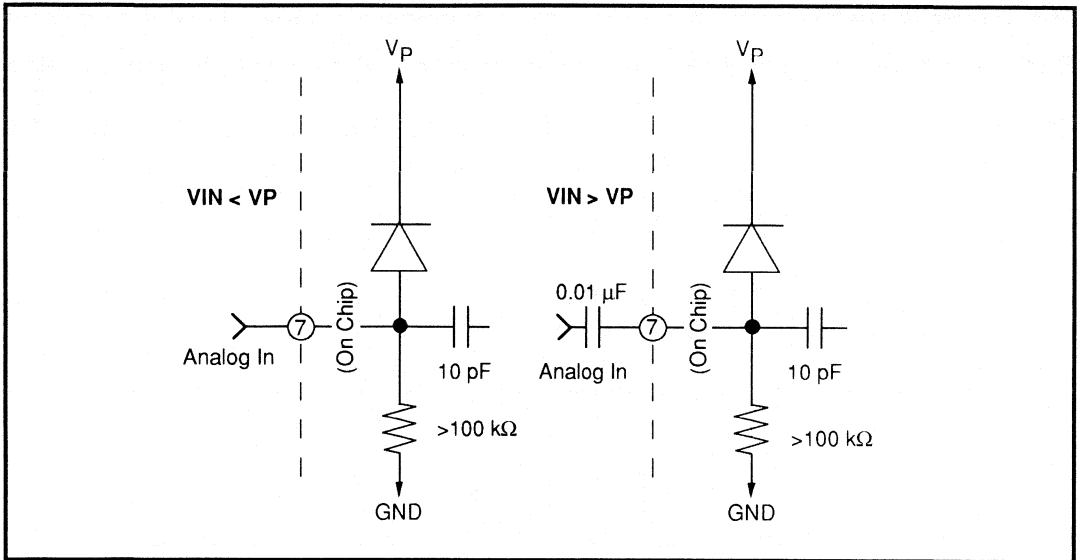 VP
VIN < VP
7
(On Chip)
Analog In
10 pF
>100 kΩ
GND
VP
VIN > VP
0.01 µF
7
(On Chip)
Analog In
10 pF
>100 kΩ
GND